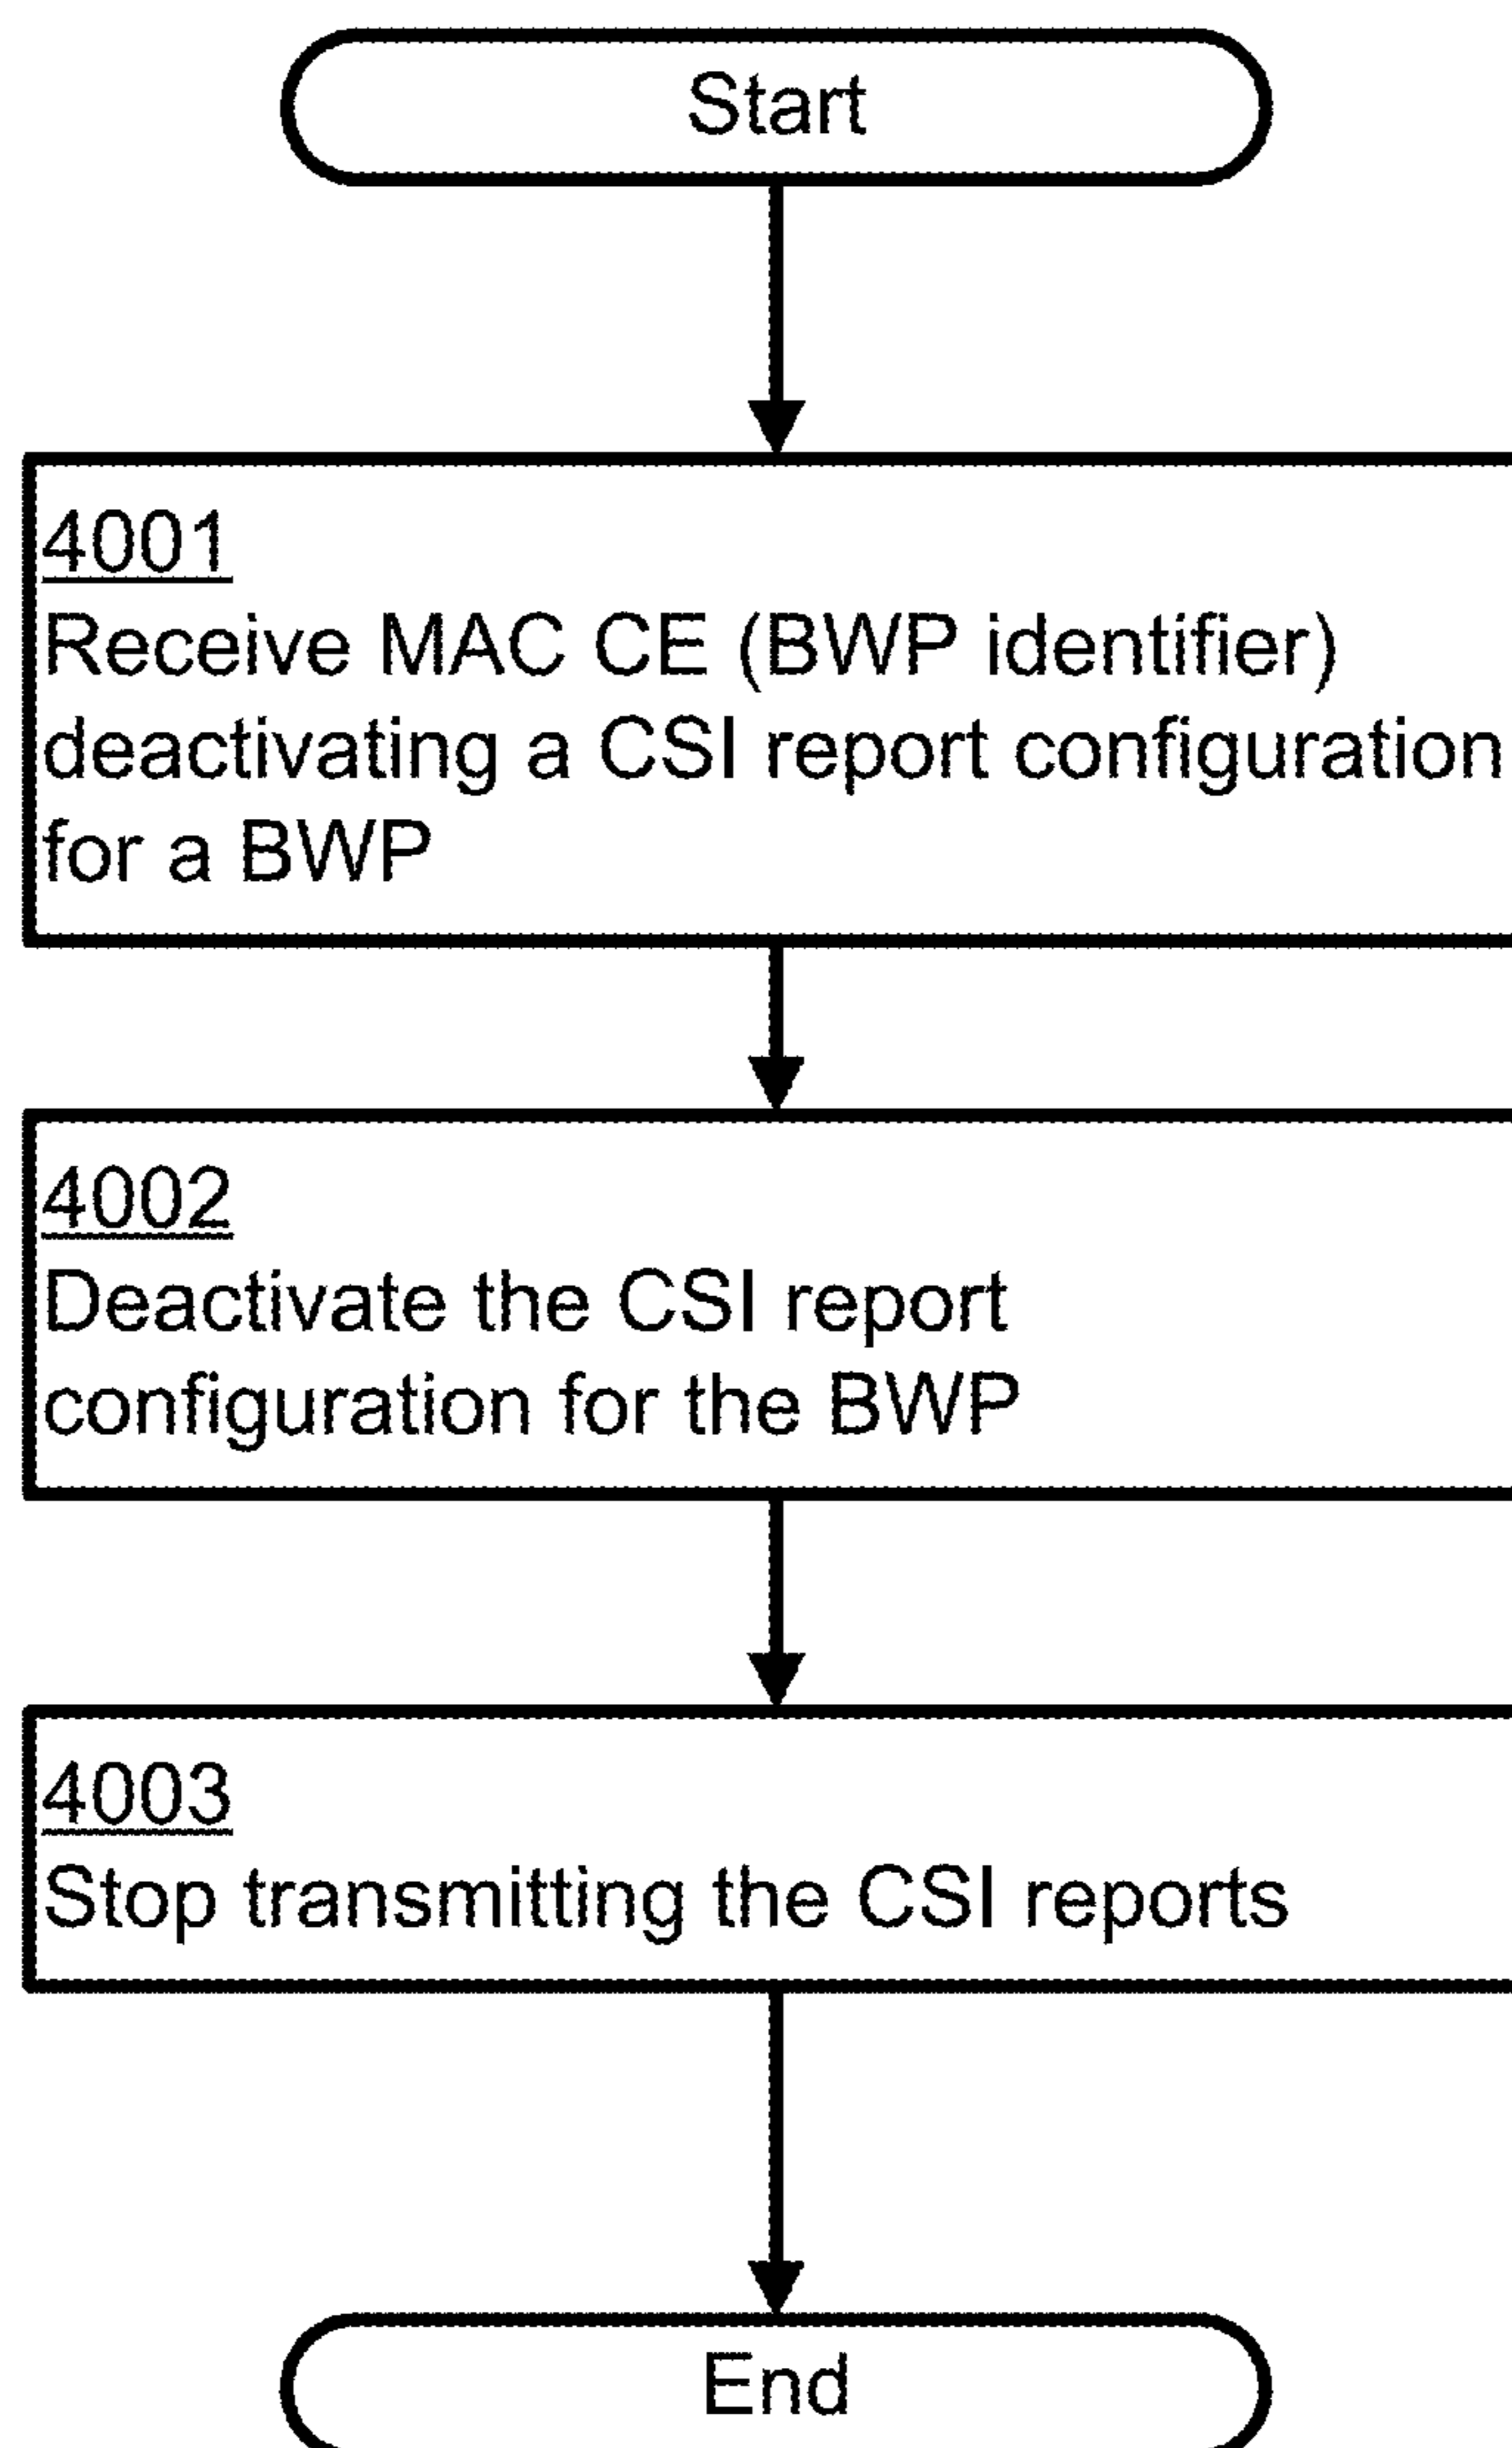 Start
4001
Receive MAC CE (BWP identifier)
deactivating a CSI report configuration
for a BWP
4002
Deactivate the CSI report
configuration for the BWP
4003
Stop transmitting the CSI reports
End